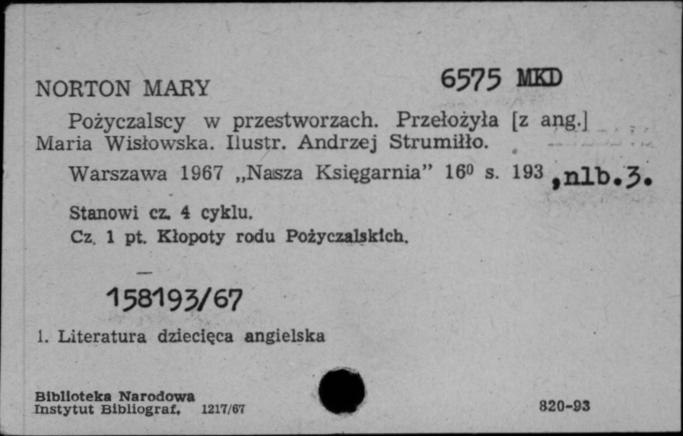 6575 MKD
NORTON MARY
Pożyczalscy w przestworzach. Przełożyła [z ang.]
Maria Wisłowska. Ilustr. Andrzej Strumiłło.
Warszawa 1967 „Nasza Księgarnia” 16⁰ s. 193, nlb. 3.
Stanowi cz. 4 cyklu.
Cz. 1 pt. Kłopoty rodu Pożyczalskich.
158193/67
1. Literatura dziecięca angielska
Biblioteka Narodowa
Instytut Bibliograf. 1217/67
820-93